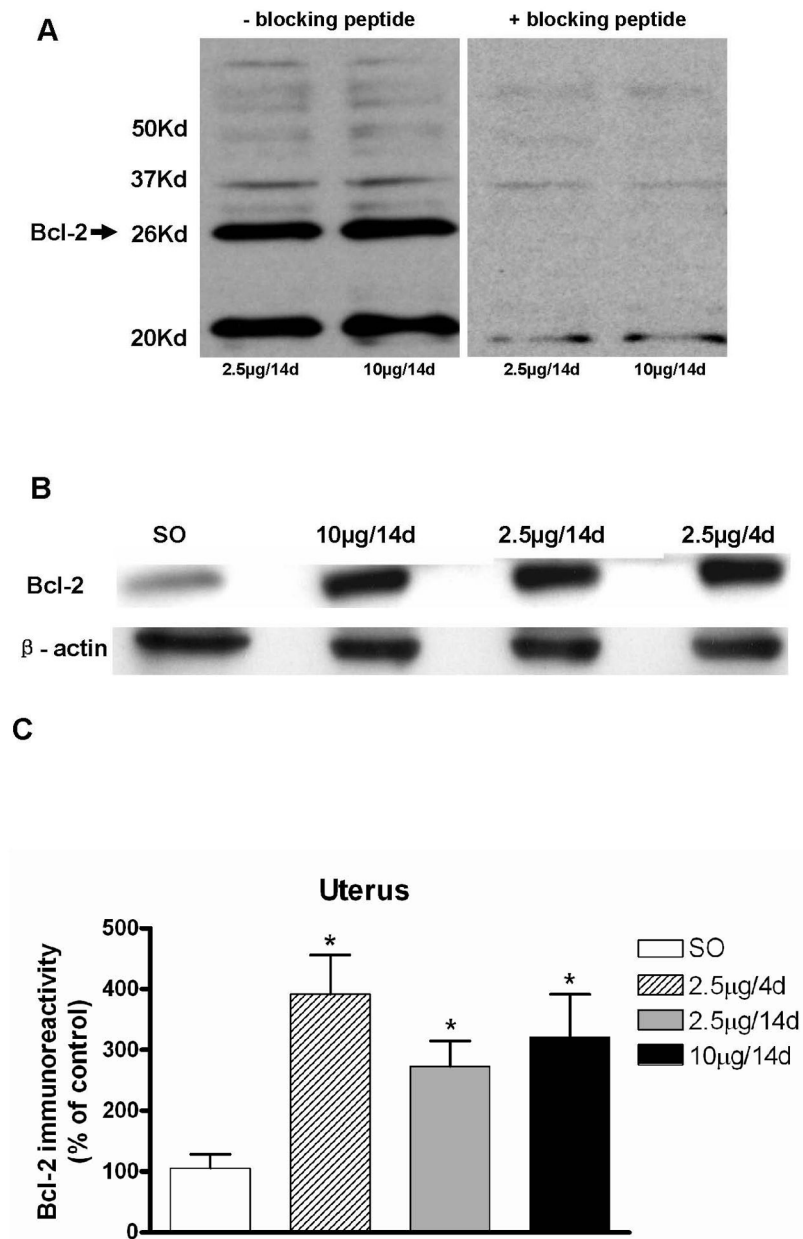 A
- blocking peptide
+ blocking peptide
50Kd
37Kd
Bcl-2 26Kd
20Kd
2.5µg/14d 10µg/14d 2.5µg/14d 10µg/14d
B
SO 10µg/14d 2.5µg/14d 2.5µg/4d
Bcl-2
β - actin
C
Uterus
Bcl-2 immunoreactivity
(% of control)
500
400
300
200
100
0
*
*
*
SO
2.5µg/4d
2.5µg/14d
10µg/14d